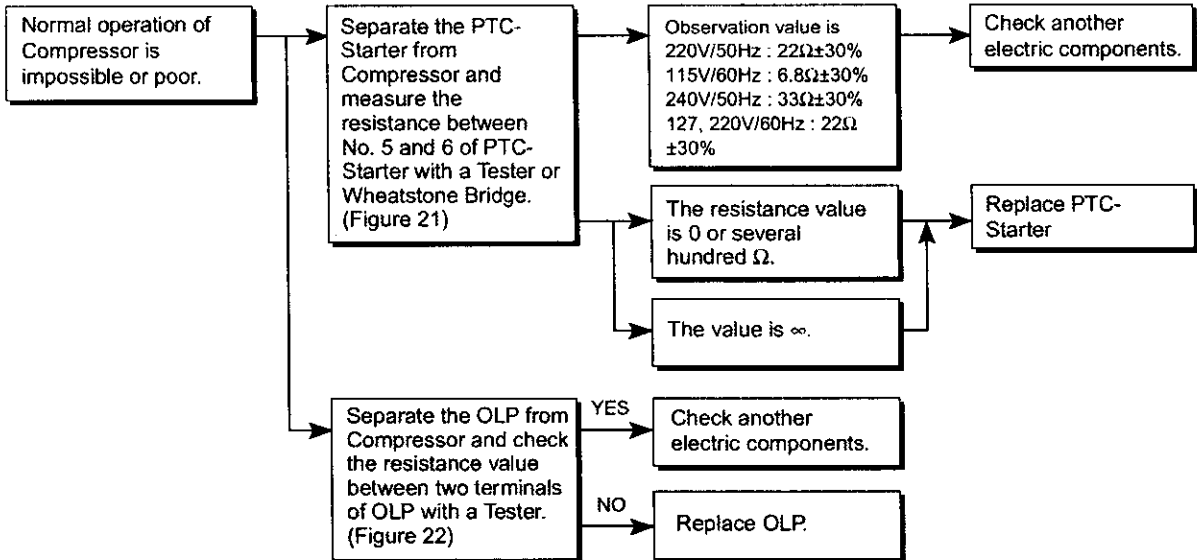 Normal operation of
Compressor is
impossible or poor.
Separate the PTC-
Starter from
Compressor and
measure the
resistance between
No. 5 and 6 of PTC-
Starter with a Tester or
Wheatstone Bridge.
(Figure 21)
Observation value is
220V/50Hz : 22Ω±30%
115V/60Hz : 6.8Ω±30%
240V/50Hz : 33Ω±30%
127, 220V/60Hz : 22Ω
±30%
Check another
electric components.
The resistance value
is 0 or several
hundred Ω.
Replace PTC-
Starter
The value is ∞.
Separate the OLP from
Compressor and check
the resistance value
between two terminals
of OLP with a Tester.
(Figure 22)
YES
Check another
electric components.
NO
Replace OLP.